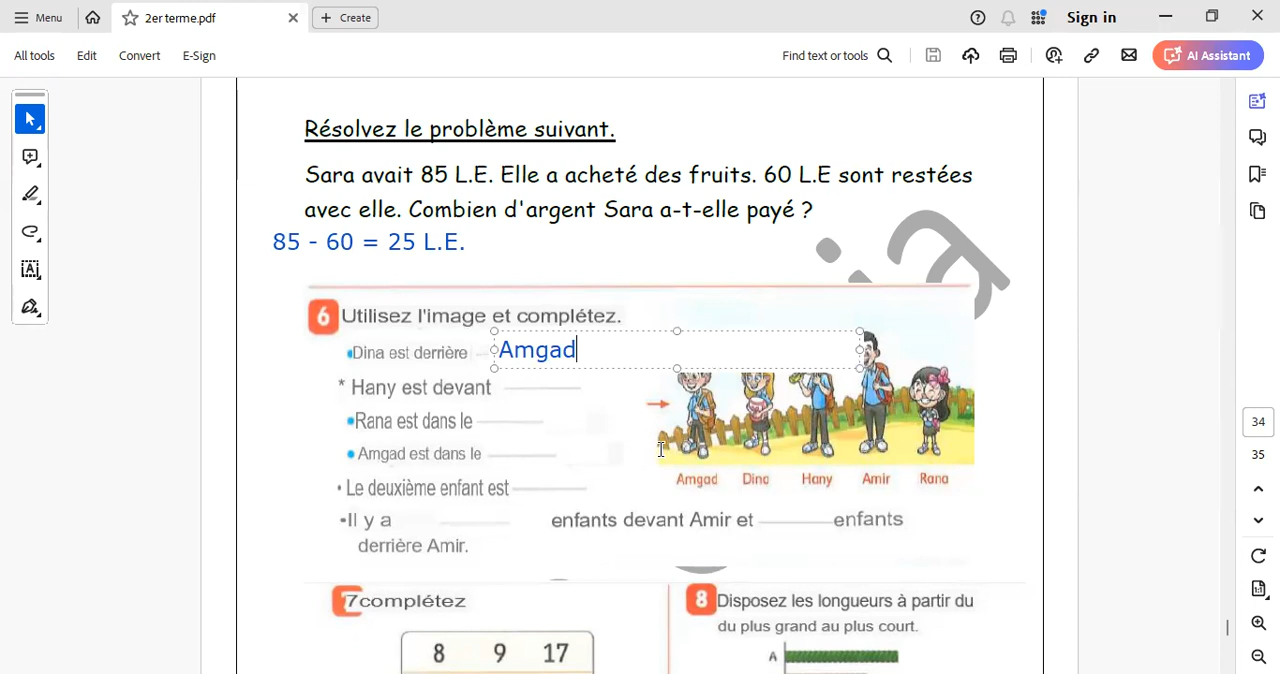 Menu
2er terme.pdf
Create
Sign in
All tools
Edit
Convert
E-Sign
Find text or tools
AI Assistant
Résolvez le problème suivant.
Sara avait 85 L.E. Elle a acheté des fruits. 60 L.E sont restées
avec elle. Combien d'argent Sara a-t-elle payé ?
85 - 60 = 25 L.E.
6 Utilisez l'image et complétez.
•Dina est derrière Amgad
* Hany est devant
•Rana est dans le
• Amgad est dans le
• Le deuxième enfant est
•Il y a enfants devant Amir et enfants
derrière Amir.
Amgad Dina Hany Amir Rana
7 complétez
8 9 17
8 Disposez les longueurs à partir du
du plus grand au plus court.
A
34
35